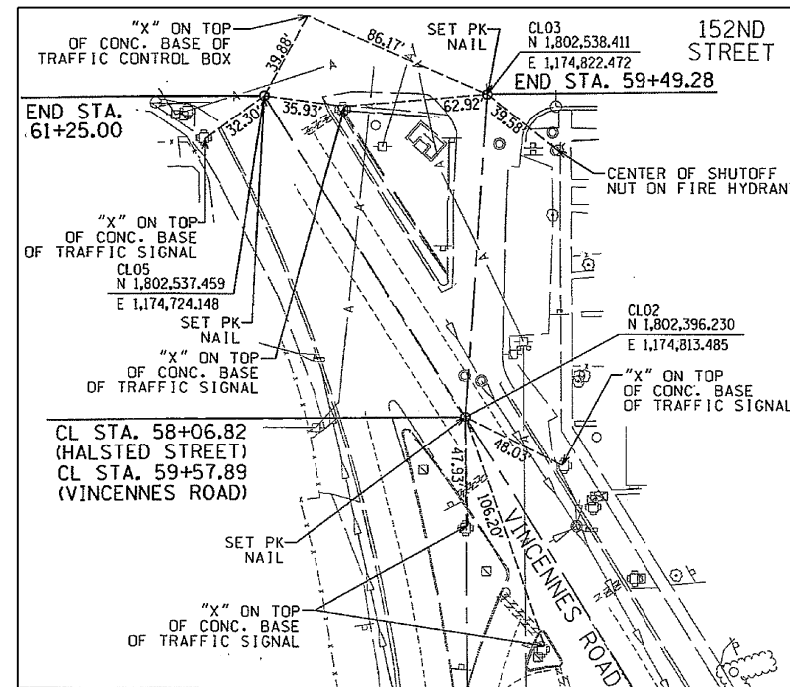 "X" ON TOP
OF CONC. BASE OF
TRAFFIC CONTROL BOX
39.88'
86.17'
SET PK
NAIL
CL03
N 1,802,538.411
E 1,174,822.472
152ND
STREET
END STA. 59+49.28
END STA.
61+25.00
32.30'
35.93'
62.92'
39.58'
CENTER OF SHUTOFF
NUT ON FIRE HYDRAN
"X" ON TOP
OF CONC. BASE
OF TRAFFIC SIGNAL
CL05
N 1,802,537.459
E 1,174,724.148
SET PK
NAIL
"X" ON TOP
OF CONC. BASE
OF TRAFFIC SIGNAL
CL02
N 1,802,396.230
E 1,174,813.485
"X" ON TOP
OF CONC. BASE
OF TRAFFIC SIGNAL
CL STA. 58+06.82
(HALSTED STREET)
CL STA. 59+57.89
(VINCENNES ROAD)
47.93'
48.03'
106.20'
SET PK
NAIL
VINCENNES ROAD
"X" ON TOP
OF CONC. BASE
OF TRAFFIC SIGNAL